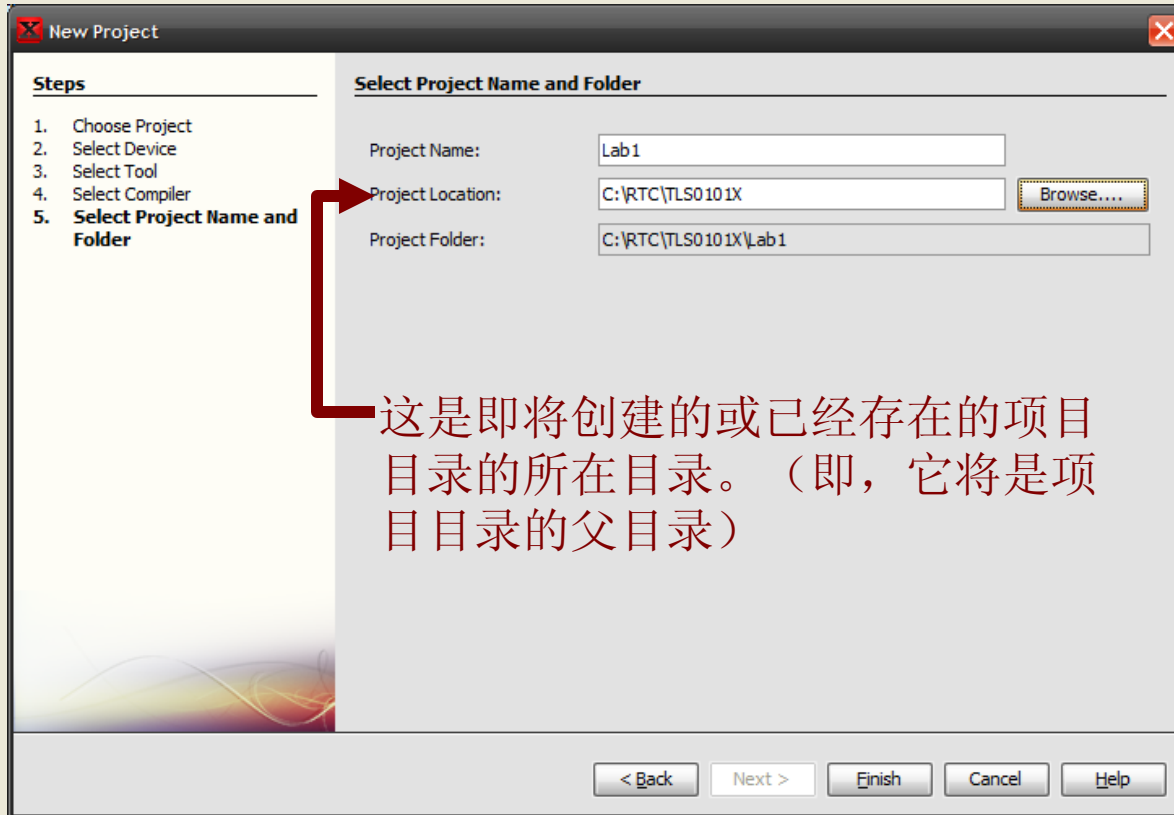 New Project
Steps
1. Choose Project
2. Select Device
3. Select Tool
4. Select Compiler
5. Select Project Name and
Folder
Select Project Name and Folder
Project Name: Lab1
Project Location: C:\RTC\TLS0101X Browse....
Project Folder: C:\RTC\TLS0101X\Lab1
这是即将创建的或已经存在的项目
目录的所在目录。（即，它将是项
目目录的父目录）
< Back Next > Finish Cancel Help